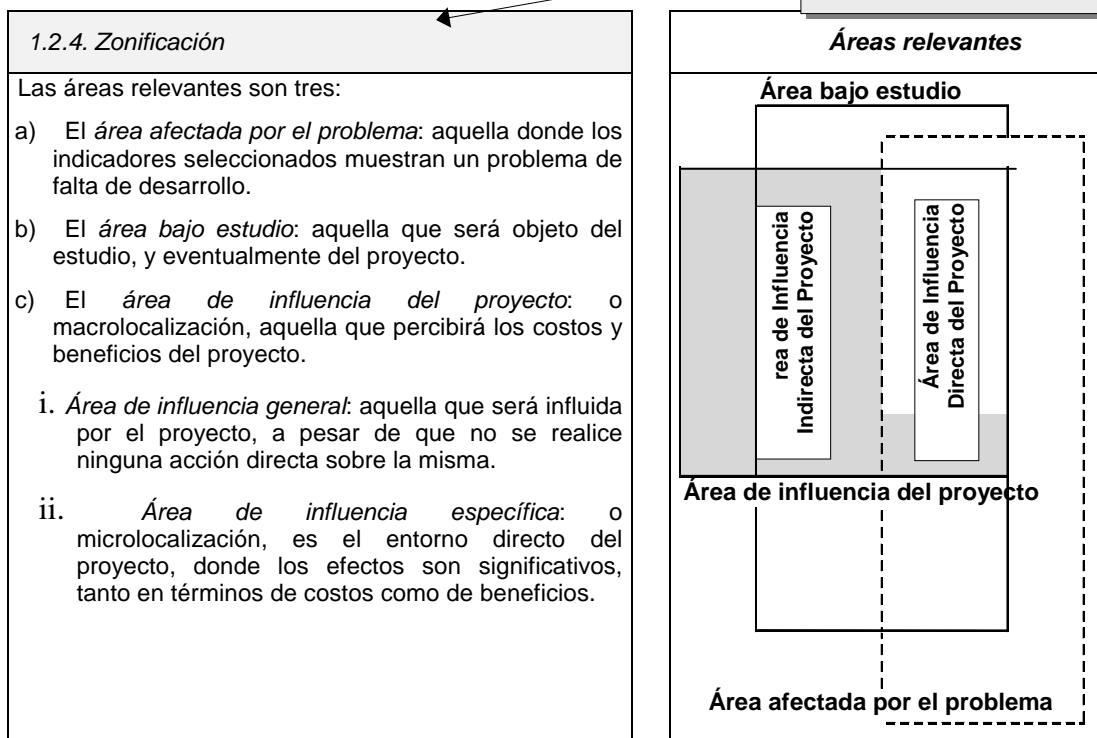 1.2.4. Zonificación
Las áreas relevantes son tres:
a) El área afectada por el problema: aquella donde los
indicadores seleccionados muestran un problema de
falta de desarrollo.
b) El área bajo estudio: aquella que será objeto del
estudio, y eventualmente del proyecto.
c) El área de influencia del proyecto: o
macrolocalización, aquella que percibirá los costos y
beneficios del proyecto.
i. Área de influencia general: aquella que será influida
por el proyecto, a pesar de que no se realice
ninguna acción directa sobre la misma.
ii. Área de influencia específica: o
microlocalización, es el entorno directo del
proyecto, donde los efectos son significativos,
tanto en términos de costos como de beneficios.
Áreas relevantes
Área bajo estudio
rea de Influencia
Indirecta del Proyecto
Área de Influencia
Directa del Proyecto
Área de influencia del proyecto
Área afectada por el problema